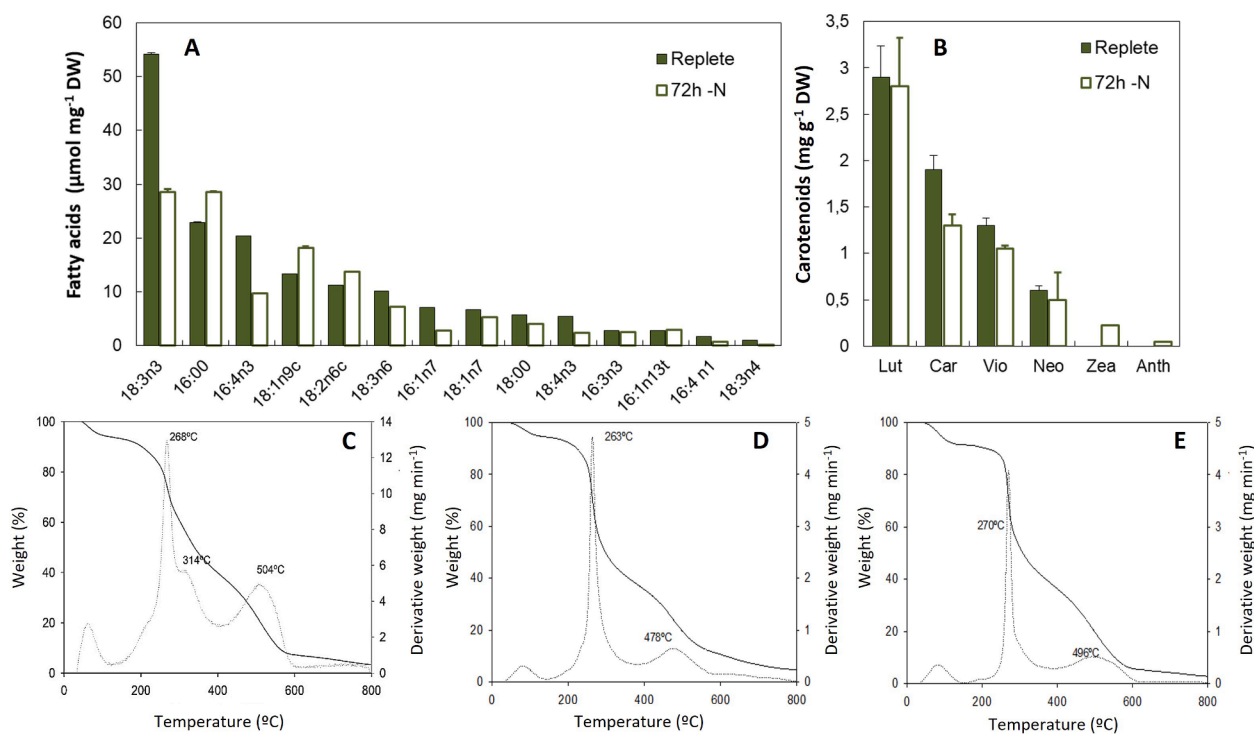 A
Fatty acids (µmol mg⁻¹ DW)
60
50
40
30
20
10
0
Replete
72h -N
18:3n3
16:00
16:4n3
18:1n9c
18:2n6c
18:3n6
16:1n7
18:1n7
18:00
18:4n3
16:3n3
16:1n13t
16:4 n1
18:3n4
B
Carotenoids (mg g⁻¹ DW)
3,5
3
2,5
2
1,5
1
0,5
0
Replete
72h -N
Lut Car Vio Neo Zea Anth
C
Weight (%)
100
80
60
40
20
0
268ºC
314ºC
504ºC
14
12
10
8
6
4
2
0
Derivative weight (mg min⁻¹)
0 200 400 600 800
Temperature (ºC)
D
Weight (%)
100
80
60
40
20
0
263ºC
478ºC
5
4
3
2
1
0
Derivative weight (mg min⁻¹)
0 200 400 600 800
Temperature (ºC)
E
Weight (%)
100
80
60
40
20
0
270ºC
496ºC
5
4
3
2
1
0
Derivative weight (mg min⁻¹)
0 200 400 600 800
Temperature (ºC)